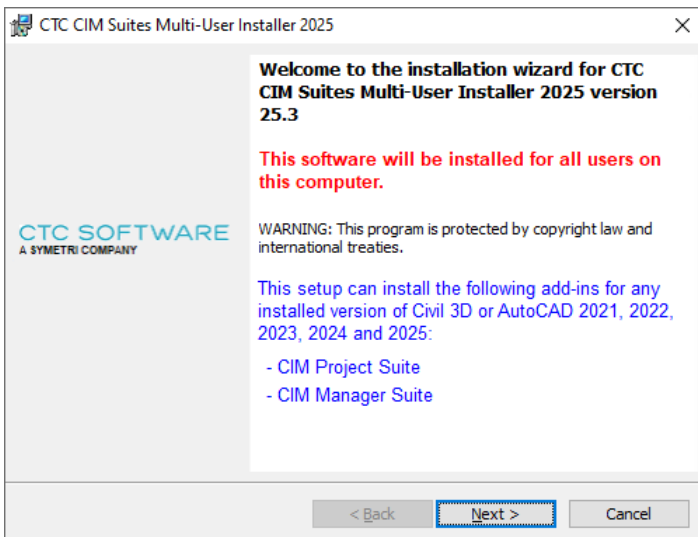 CTC CIM Suites Multi-User Installer 2025
Welcome to the installation wizard for CTC
CIM Suites Multi-User Installer 2025 version
25.3
This software will be installed for all users on
this computer.
CTC SOFTWARE
A SYMETRI COMPANY
WARNING: This program is protected by copyright law and
international treaties.
This setup can install the following add-ins for any
installed version of Civil 3D or AutoCAD 2021, 2022,
2023, 2024 and 2025:
- CIM Project Suite
- CIM Manager Suite
< Back
Next >
Cancel